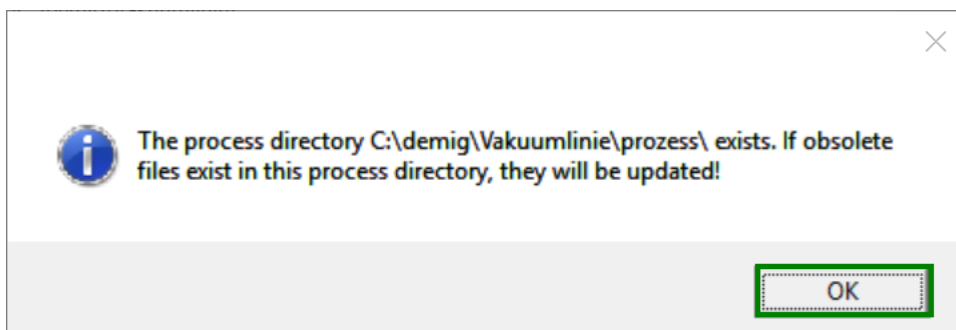 The process directory C:\demig\Vakuumlinie\prozess\ exists. If obsolete
files exist in this process directory, they will be updated!
OK